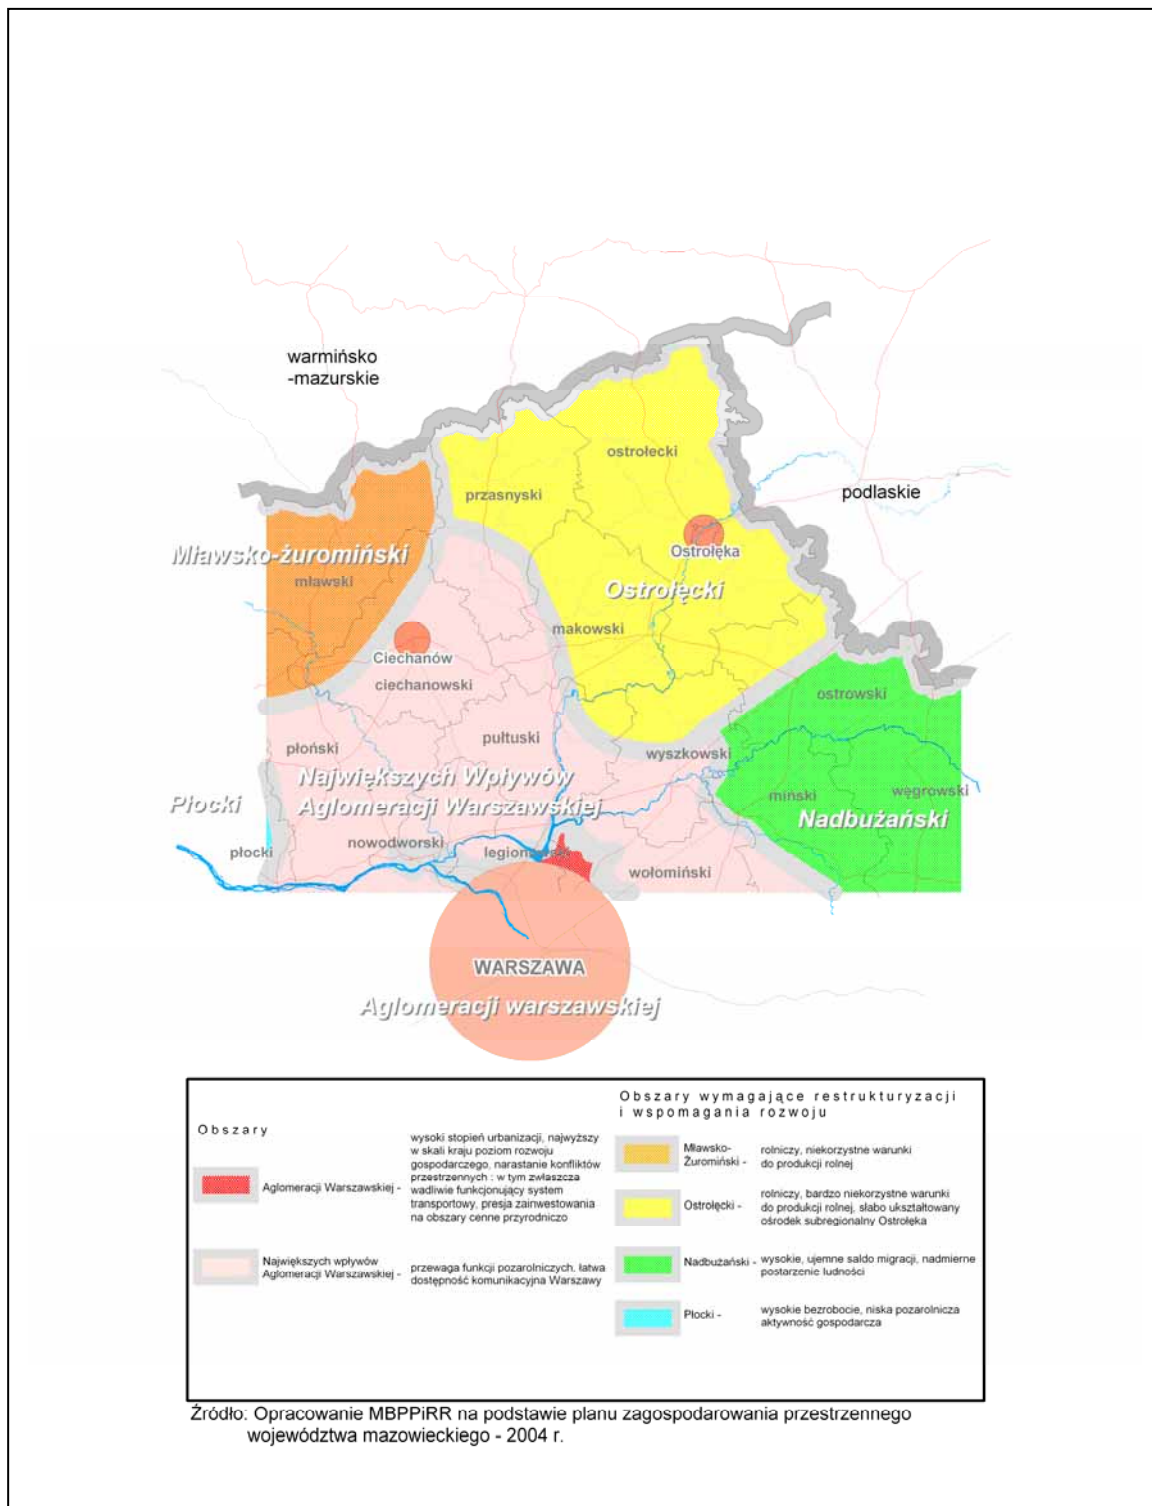 warmińsko
-mazurskie
ostrołecki
przasnyski
podlaskie
Ostrołęka
Mławsko-żuromiński
mławski
Ostrołęcki
makowski
Ciechanów
ciechanowski
ostrowski
płoński
pułtuski
wyszkowski
Największych Wpływów
Aglomeracji Warszawskiej
Płocki
miński
węgrowski
Nadbużański
płocki
nowodworski
wołomiński
WARSZAWA
Aglomeracji warszawskiej
Obszary
Aglomeracji Warszawskiej -
wysoki stopień urbanizacji, najwyższy
w skali kraju poziom rozwoju
gospodarczego, narastanie konfliktów
przestrzennych : w tym zwłaszcza
wadliwie funkcjonujący system
transportowy, presja zainwestowania
na obszary cenne przyrodniczo
Największych wpływów
Aglomeracji Warszawskiej -
przewaga funkcji pozarolniczych, łatwa
dostępność komunikacyjna Warszawy
Obszary wymagające restrukturyzacji
i wspomagania rozwoju
Mławsko-
Żuromiński -
rolniczy, niekorzystne warunki
do produkcji rolnej
Ostrołęcki -
rolniczy, bardzo niekorzystne warunki
do produkcji rolnej, słabo ukształtowany
ośrodek subregionalny Ostrołęka
Nadbużański -
wysokie, ujemne saldo migracji, nadmierne
postarzenie ludności
Płocki -
wysokie bezrobocie, niska pozarolnicza
aktywność gospodarcza
Źródło: Opracowanie MBPPiRR na podstawie planu zagospodarowania przestrzennego
województwa mazowieckiego - 2004 r.